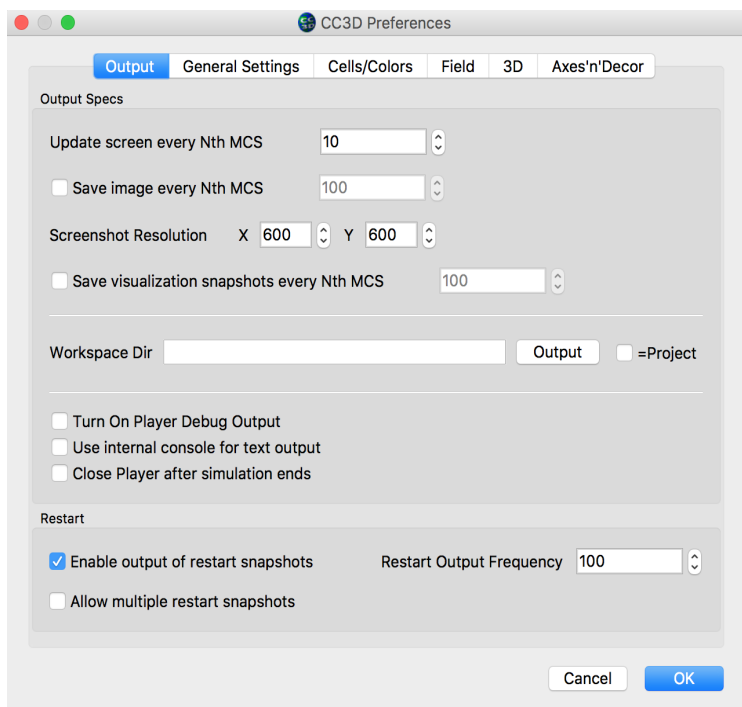 CC3D Preferences
Output General Settings Cells/Colors Field 3D Axes'n'Decor
Output Specs
Update screen every Nth MCS 10
Save image every Nth MCS 100
Screenshot Resolution X 600 Y 600
Save visualization snapshots every Nth MCS 100
Workspace Dir Output =Project
Turn On Player Debug Output
Use internal console for text output
Close Player after simulation ends
Restart
Enable output of restart snapshots Restart Output Frequency 100
Allow multiple restart snapshots
Cancel OK